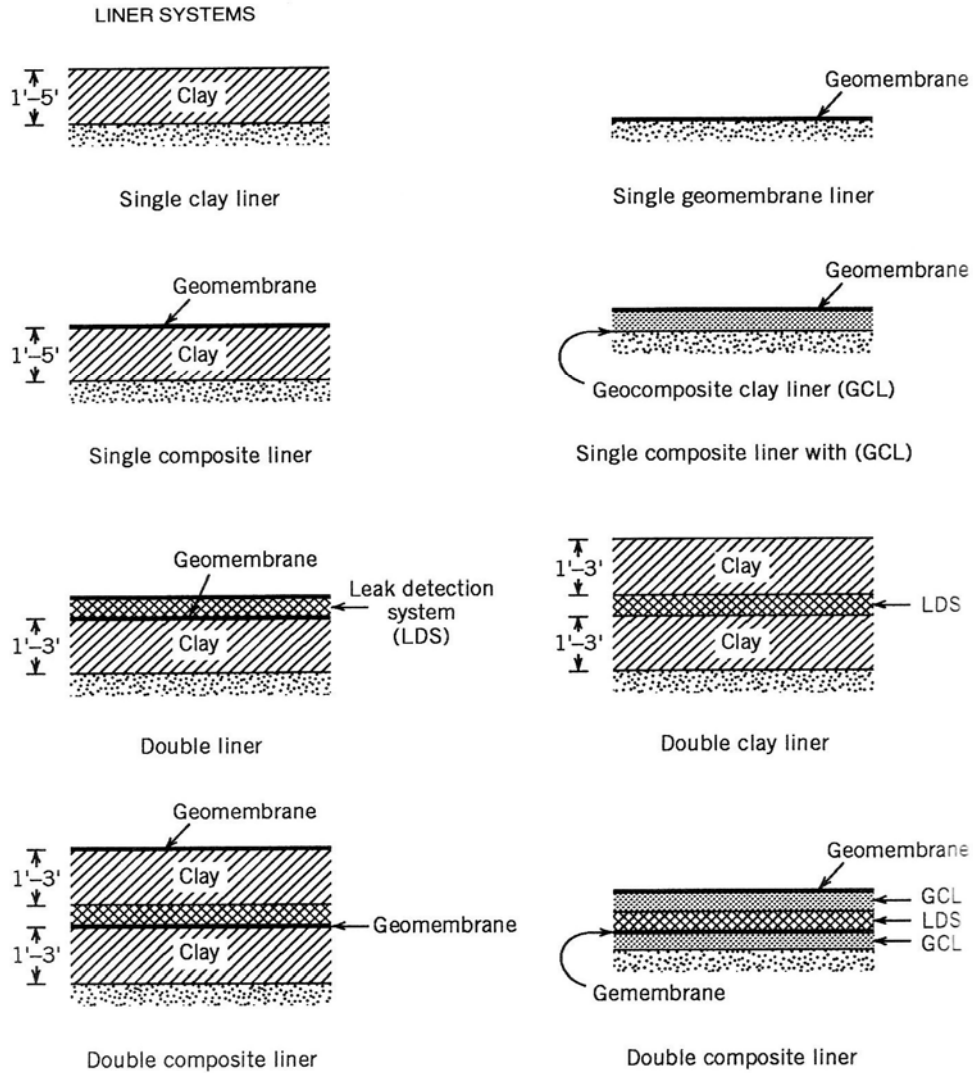 LINER SYSTEMS
1'–5'
Clay
Single clay liner
Geomembrane
Single geomembrane liner
Geomembrane
1'–5'
Clay
Single composite liner
Geomembrane
Geocomposite clay liner (GCL)
Single composite liner with (GCL)
Geomembrane
Leak detection
system
(LDS)
1'–3'
Clay
Double liner
1'–3'
Clay
LDS
1'–3'
Clay
Double clay liner
Geomembrane
1'–3'
Clay
Geomembrane
1'–3'
Clay
Double composite liner
Geomembrane
GCL
LDS
GCL
Gemembrane
Double composite liner